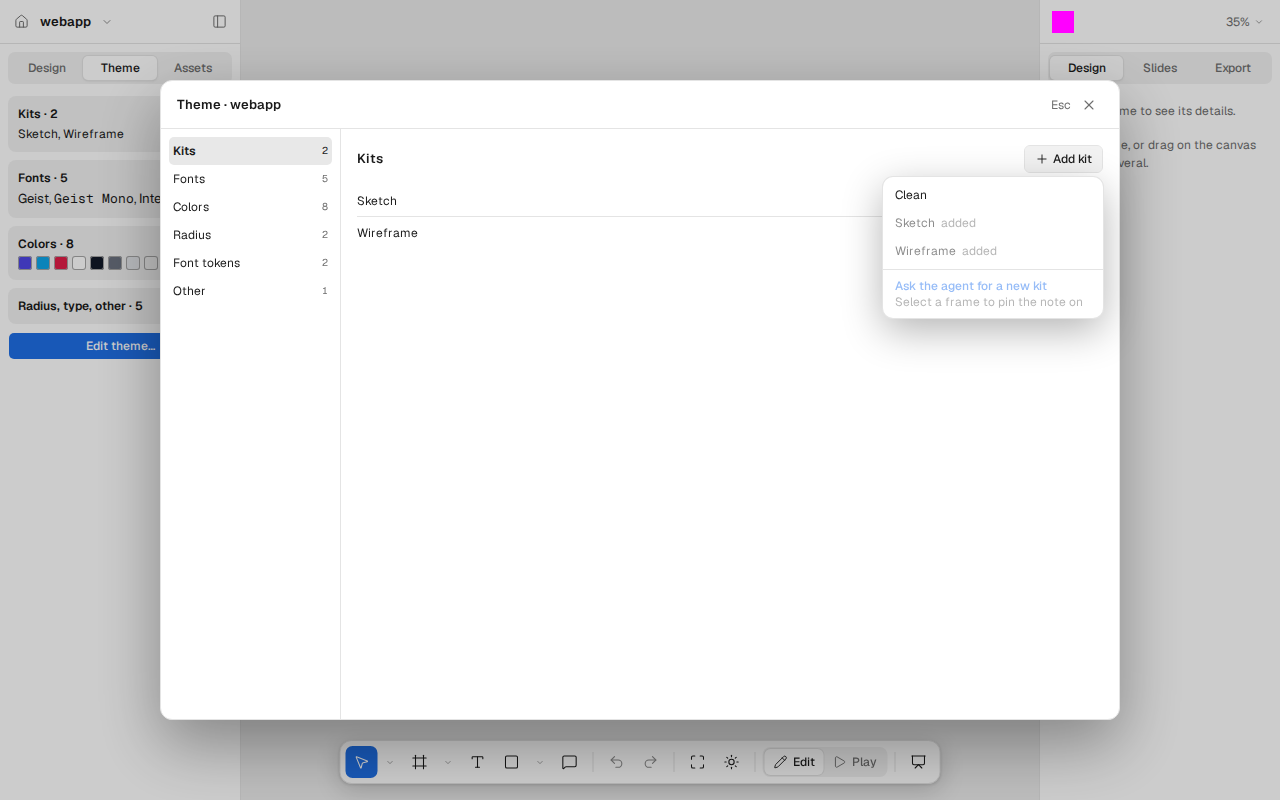 webapp
35%
Design Theme Assets
Design Slides Export
Kits · 2
Sketch, Wireframe
Fonts · 5
Geist, Geist Mono, Inte
Colors · 8
Radius, type, other · 5
Edit theme…
Theme · webapp
Esc
Kits 2
Fonts 5
Colors 8
Radius 2
Font tokens 2
Other 1
Kits
Add kit
Sketch
Wireframe
Clean
Sketch added
Wireframe added
Ask the agent for a new kit
Select a frame to pin the note on
me to see its details.
e, or drag on the canvas
veral.
Edit Play